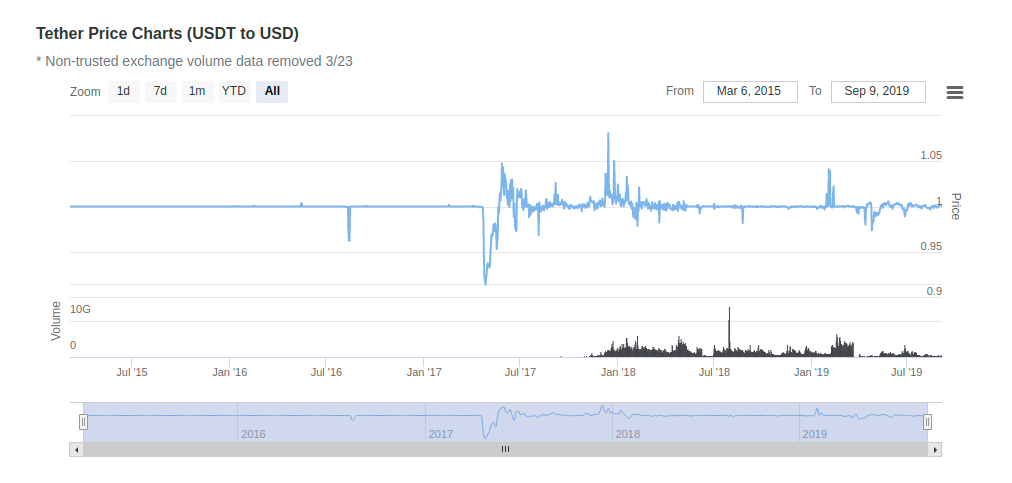 Tether Price Charts (USDT to USD)
* Non-trusted exchange volume data removed 3/23
Zoom 1d 7d 1m YTD All From Mar 6, 2015 To Sep 9, 2019
1.05
1
0.95
0.9
Price
10G
0
Volume
Jul '15 Jan '16 Jul '16 Jan '17 Jul '17 Jan '18 Jul '18 Jan '19 Jul '19
2016 2017 2018 2019